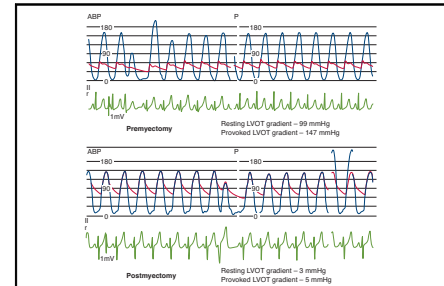 ABP P
180 180
90 90
0 0
II
r
1mV
Premyectomy
Resting LVOT gradient – 99 mmHg
Provoked LVOT gradient – 147 mmHg
ABP P
180 180
90 90
0 0
II
r
1mV
Postmyectomy
Resting LVOT gradient – 3 mmHg
Provoked LVOT gradient – 5 mmHg